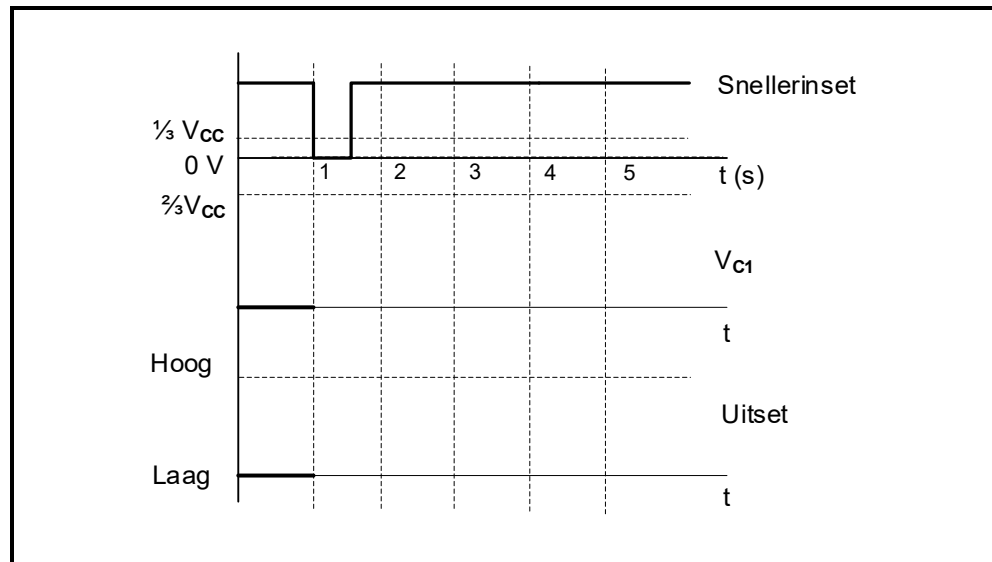 Snellerinset
⅓ Vcc
0 V
1 2 3 4 5
t (s)
⅔Vcc
Vc1
t
Hoog
Uitset
Laag
t